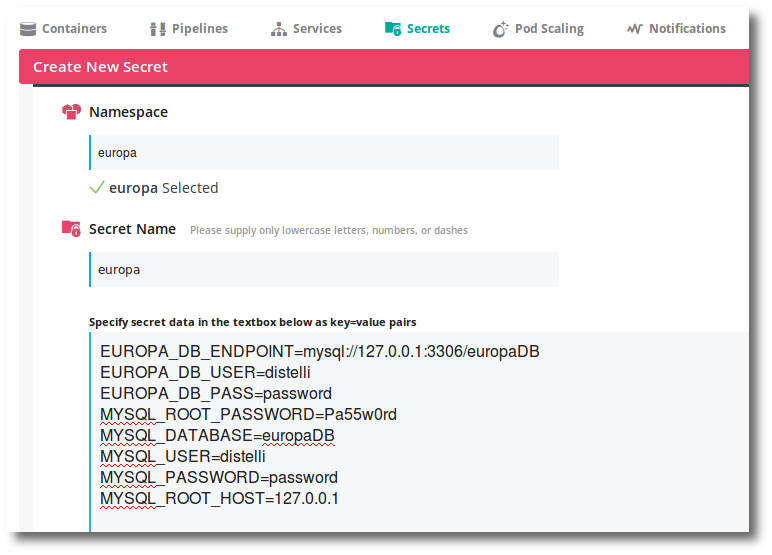 Containers Pipelines Services Secrets Pod Scaling Notifications
Create New Secret
Namespace
europa
europa Selected
Secret Name Please supply only lowercase letters, numbers, or dashes
europa
Specify secret data in the textbox below as key=value pairs
EUROPA_DB_ENDPOINT=mysql://127.0.0.1:3306/europaDB
EUROPA_DB_USER=distelli
EUROPA_DB_PASS=password
MYSQL_ROOT_PASSWORD=Pa55w0rd
MYSQL_DATABASE=europaDB
MYSQL_USER=distelli
MYSQL_PASSWORD=password
MYSQL_ROOT_HOST=127.0.0.1